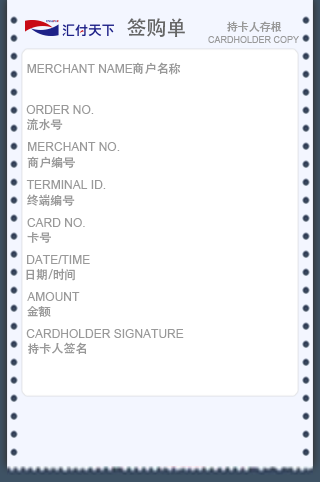 汇付天下 签购单 持卡人存根
CARDHOLDER COPY
MERCHANT NAME商户名称
ORDER NO.
流水号
MERCHANT NO.
商户编号
TERMINAL ID.
终端编号
CARD NO.
卡号
DATE/TIME
日期/时间
AMOUNT
金额
CARDHOLDER SIGNATURE
持卡人签名